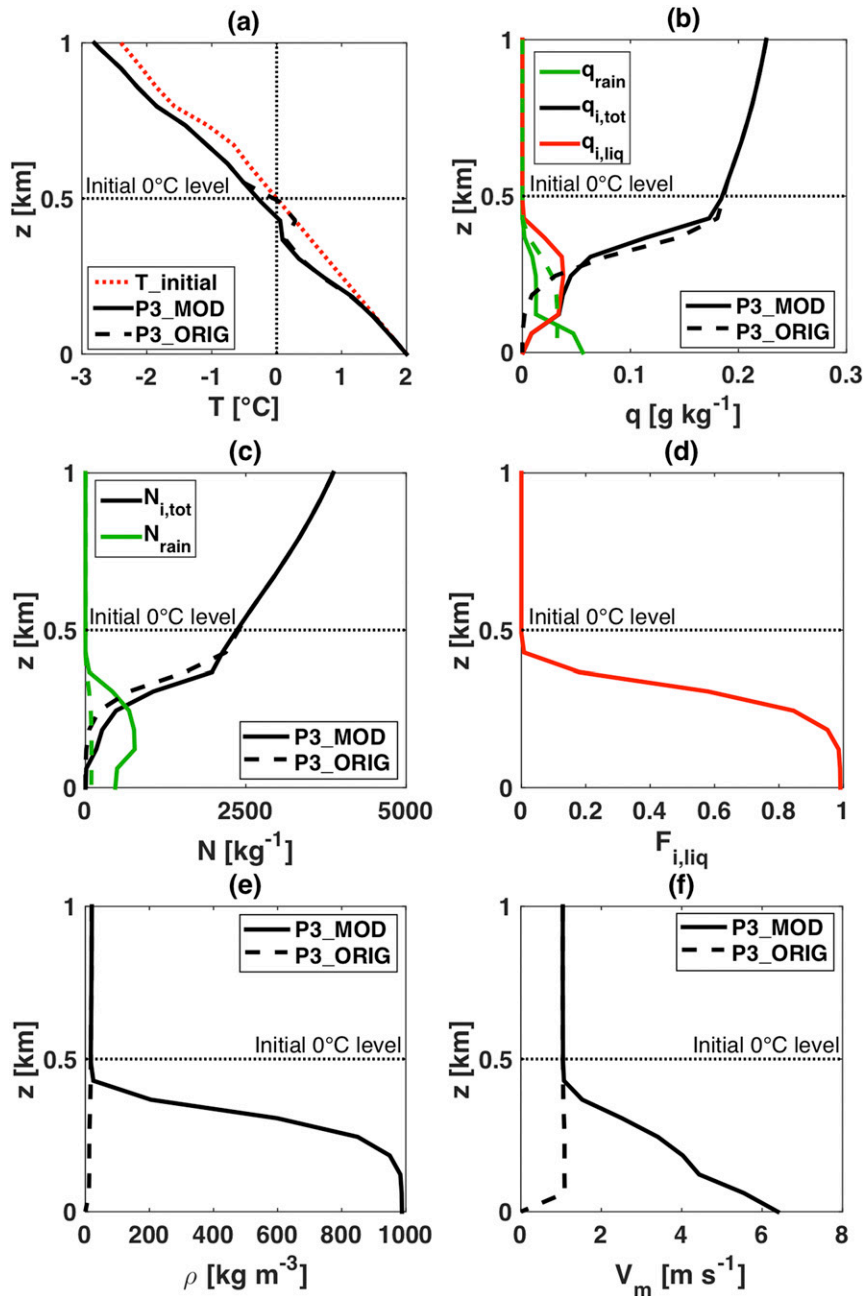 (a)
1
0.5
0
z [km]
Initial 0°C level
T_initial
P3_MOD
P3_ORIG
-3 -2 -1 0 1 2
T [°C]
(b)
1
0.5
0
z [km]
q_rain
q_i,tot
q_i,liq
Initial 0°C level
P3_MOD
P3_ORIG
0 0.1 0.2 0.3
q [g kg⁻¹]
(c)
1
0.5
0
z [km]
N_i,tot
N_rain
Initial 0°C level
P3_MOD
P3_ORIG
0 2500 5000
N [kg⁻¹]
(d)
1
0.5
0
z [km]
Initial 0°C level
0 0.2 0.4 0.6 0.8 1
F_i,liq
(e)
1
0.5
0
z [km]
P3_MOD
P3_ORIG
Initial 0°C level
0 200 400 600 800 1000
ρ [kg m⁻³]
(f)
1
0.5
0
z [km]
P3_MOD
P3_ORIG
Initial 0°C level
0 2 4 6 8
V_m [m s⁻¹]